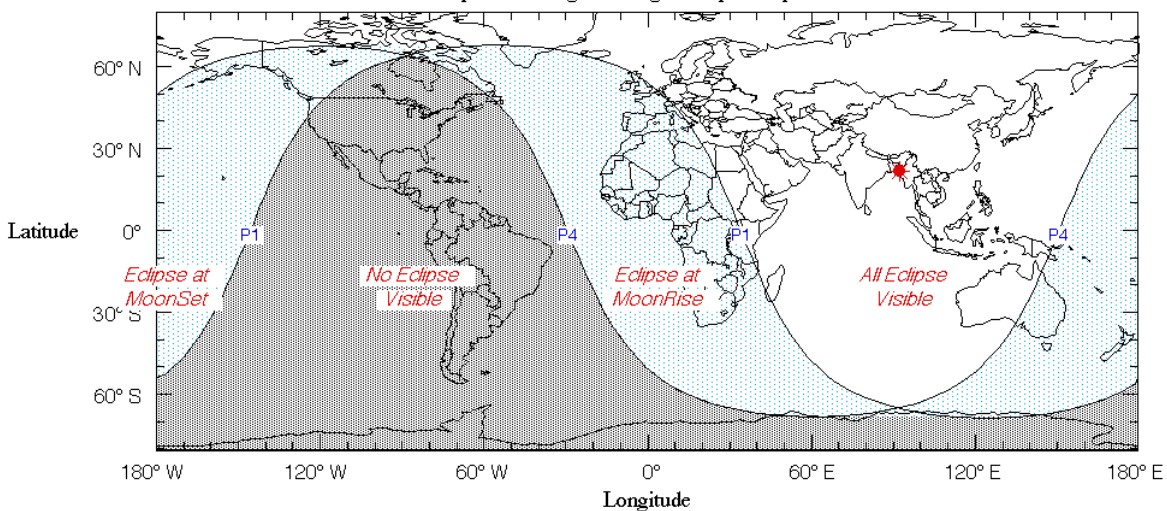 60° N
30° N
Latitude
0°
P1
P4
P1
P4
Eclipse at
MoonSet
No Eclipse
Visible
Eclipse at
MoonRise
All Eclipse
Visible
30° S
60° S
180° W
120° W
60° W
0°
60° E
120° E
180° E
Longitude